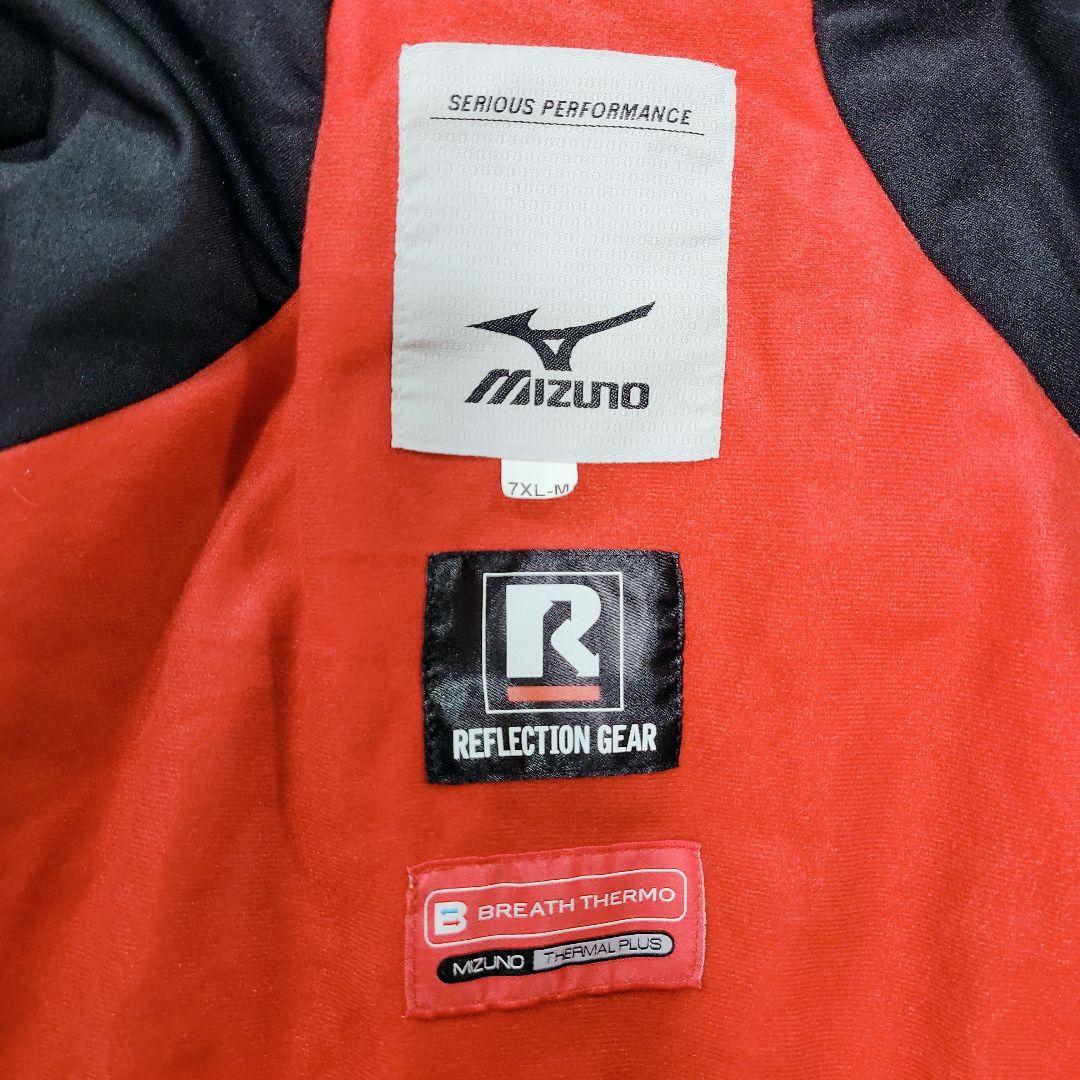 SERIOUS PERFORMANCE
MIZUNO
7XL-M
R
REFLECTION GEAR
B BREATH THERMO
MIZUNO THERMAL PLUS